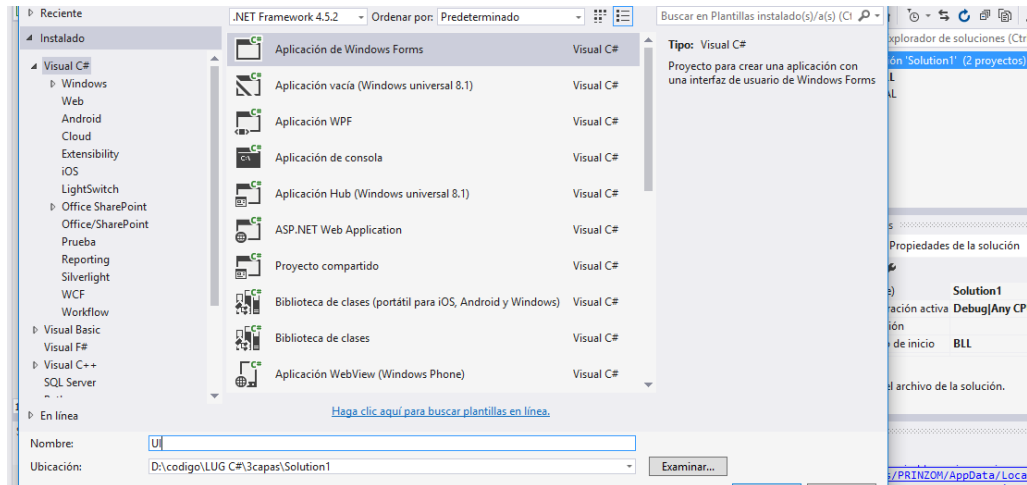 Reciente
.NET Framework 4.5.2 Ordenar por: Predeterminado
Buscar en Plantillas instalado(s)/a(s) (Ct
Instalado
Visual C#
Windows
Web
Android
Cloud
Extensibility
iOS
LightSwitch
Office SharePoint
Office/SharePoint
Prueba
Reporting
Silverlight
WCF
Workflow
Visual Basic
Visual F#
Visual C++
SQL Server
En línea
Aplicación de Windows Forms Visual C#
Aplicación vacía (Windows universal 8.1) Visual C#
Aplicación WPF Visual C#
Aplicación de consola Visual C#
Aplicación Hub (Windows universal 8.1) Visual C#
ASP.NET Web Application Visual C#
Proyecto compartido Visual C#
Biblioteca de clases (portátil para iOS, Android y Windows) Visual C#
Biblioteca de clases Visual C#
Aplicación WebView (Windows Phone) Visual C#
Haga clic aquí para buscar plantillas en línea.
Tipo: Visual C#
Proyecto para crear una aplicación con
una interfaz de usuario de Windows Forms
Nombre: UI
Ubicación: D:\codigo\LUG C#\3capas\Solution1
Examinar...
xplorador de soluciones (Ctr
ón 'Solution1' (2 proyectos)
LL
AL
s
Propiedades de la solución
e) Solution1
ración activa Debug|Any CP
ión
de inicio BLL
el archivo de la solución.
s/PRINZOM/AppData/Loca